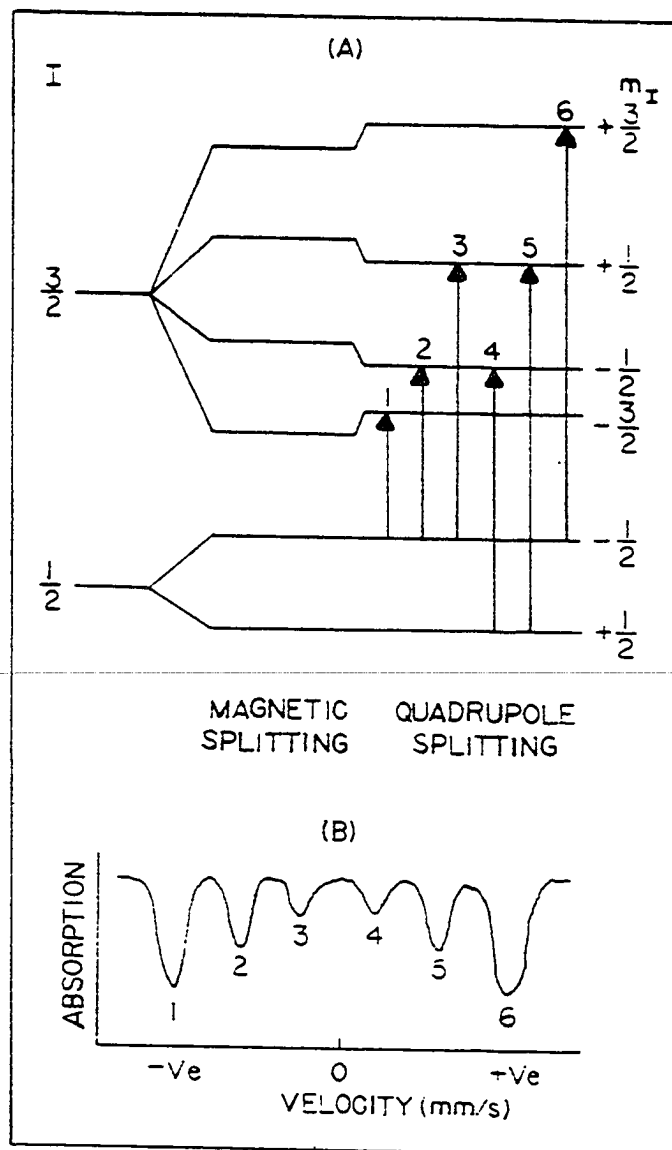 (A)
I
m_I
6
+ 3/2
3 5
+ 1/2
3/2
2 4
- 1/2
1
- 3/2
- 1/2
1/2
+ 1/2
MAGNETIC QUADRUPOLE
SPLITTING SPLITTING
(B)
ABSORPTION
3 4
2 5
1 6
-Ve 0 +Ve
VELOCITY (mm/s)